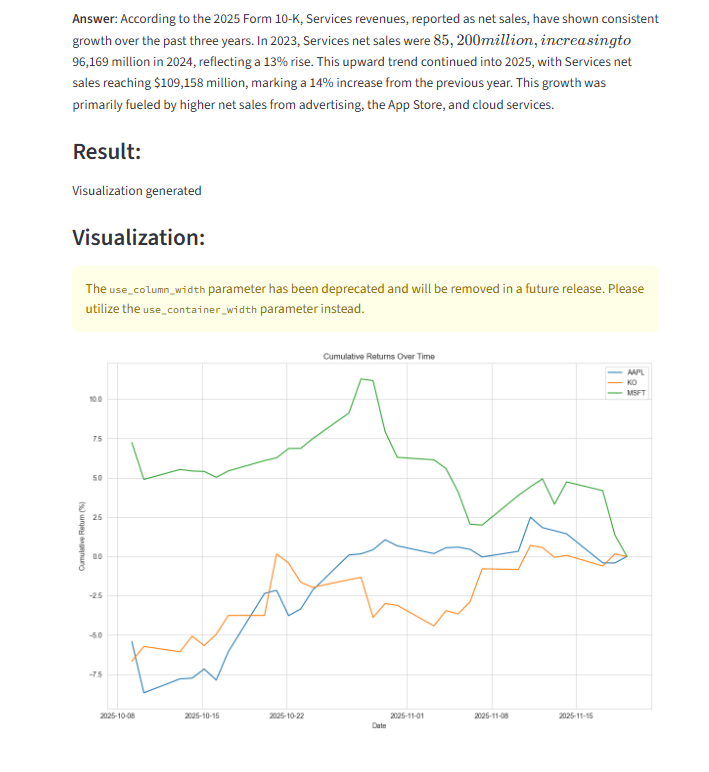 Answer: According to the 2025 Form 10-K, Services revenues, reported as net sales, have shown consistent
growth over the past three years. In 2023, Services net sales were 85, 200million, increasingto
96,169 million in 2024, reflecting a 13% rise. This upward trend continued into 2025, with Services net
sales reaching $109,158 million, marking a 14% increase from the previous year. This growth was
primarily fueled by higher net sales from advertising, the App Store, and cloud services.
Result:
Visualization generated
Visualization:
The use_column_width parameter has been deprecated and will be removed in a future release. Please
utilize the use_container_width parameter instead.
Cumulative Returns Over Time
AAPL
KO
MSFT
10.0
7.5
5.0
2.5
0.0
−2.5
−5.0
−7.5
Cumulative Return (%)
2025-10-08 2025-10-15 2025-10-22 2025-11-01 2025-11-08 2025-11-15
Date